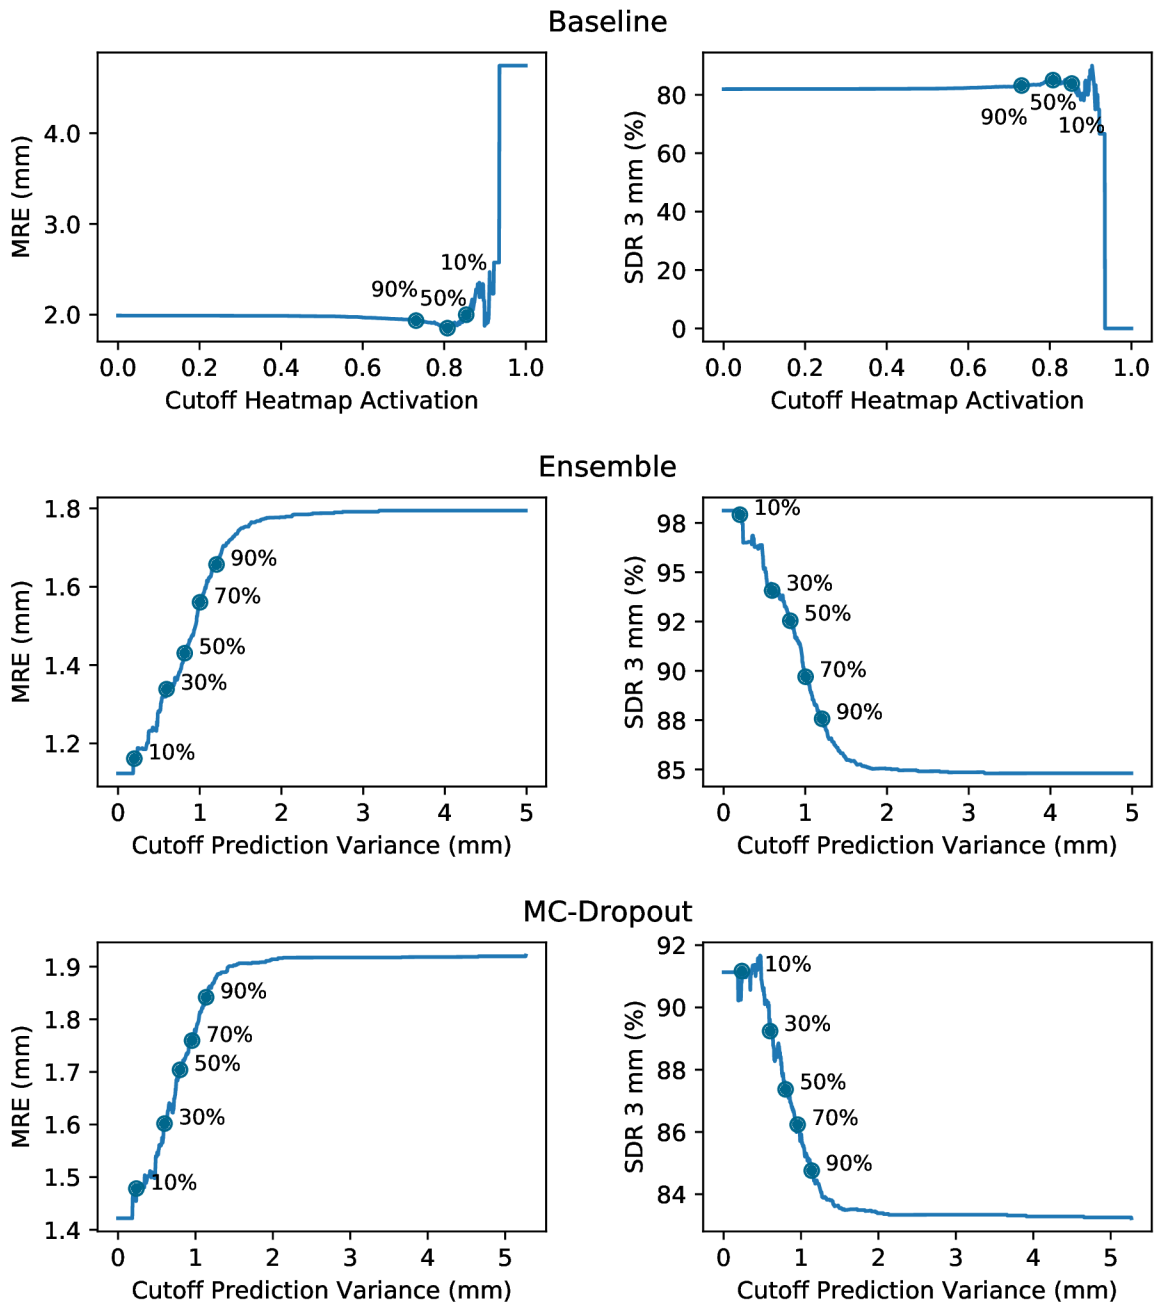 Baseline
MRE (mm)
4.0
3.0
2.0
90%
50%
10%
0.0 0.2 0.4 0.6 0.8 1.0
Cutoff Heatmap Activation
SDR 3 mm (%)
80
60
40
20
0
90%
50%
10%
0.0 0.2 0.4 0.6 0.8 1.0
Cutoff Heatmap Activation
Ensemble
MRE (mm)
1.8
1.6
1.4
1.2
90%
70%
50%
30%
10%
0 1 2 3 4 5
Cutoff Prediction Variance (mm)
SDR 3 mm (%)
98
95
92
90
88
85
10%
30%
50%
70%
90%
0 1 2 3 4 5
Cutoff Prediction Variance (mm)
MC-Dropout
MRE (mm)
1.9
1.8
1.7
1.6
1.5
1.4
90%
70%
50%
30%
10%
0 1 2 3 4 5
Cutoff Prediction Variance (mm)
SDR 3 mm (%)
92
90
88
86
84
10%
30%
50%
70%
90%
0 1 2 3 4 5
Cutoff Prediction Variance (mm)